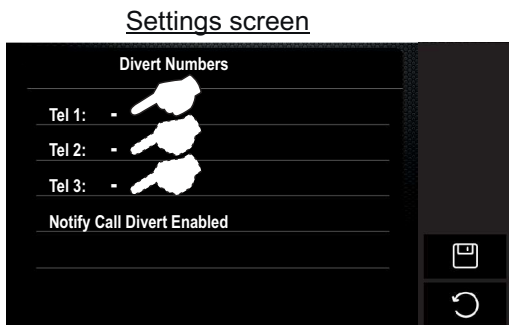 Settings screen
Divert Numbers
Tel 1: -
Tel 2: -
Tel 3: -
Notify Call Divert Enabled